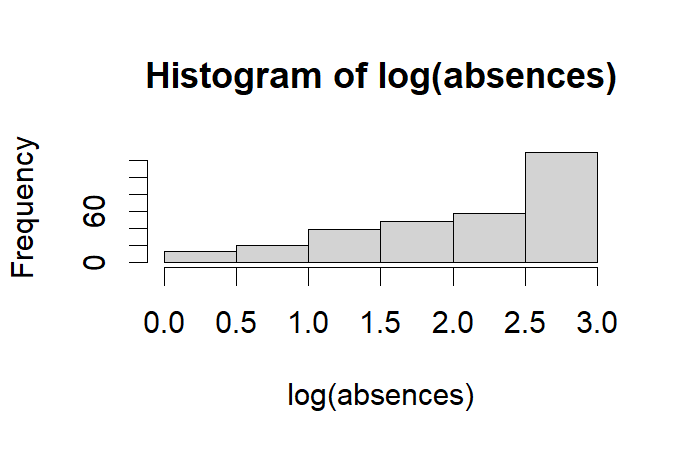 Histogram of log(absences)
Frequency
0 60
0.0 0.5 1.0 1.5 2.0 2.5 3.0
log(absences)